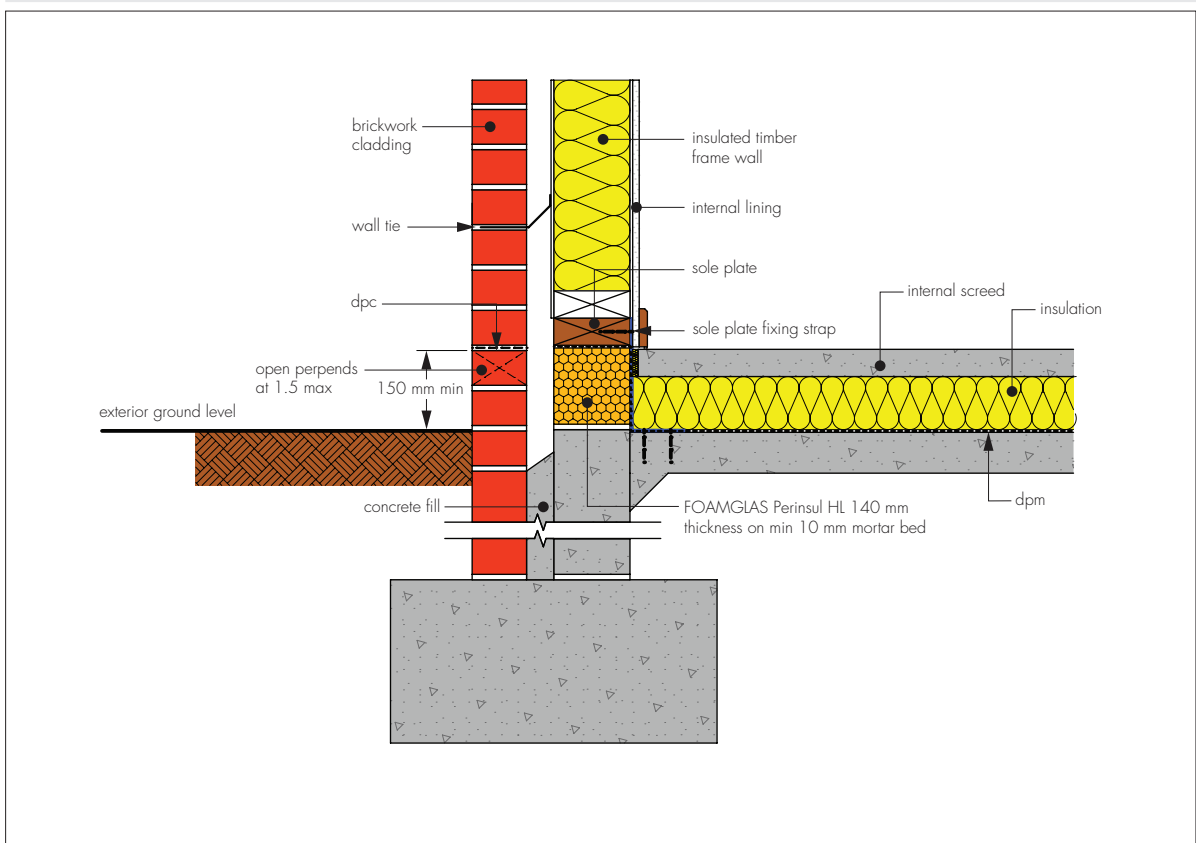 brickwork
cladding
insulated timber
frame wall
internal lining
wall tie
sole plate
dpc
internal screed
insulation
sole plate fixing strap
open perpends
at 1.5 max
150 mm min
exterior ground level
concrete fill
FOAMGLAS Perinsul HL 140 mm
thickness on min 10 mm mortar bed
dpm